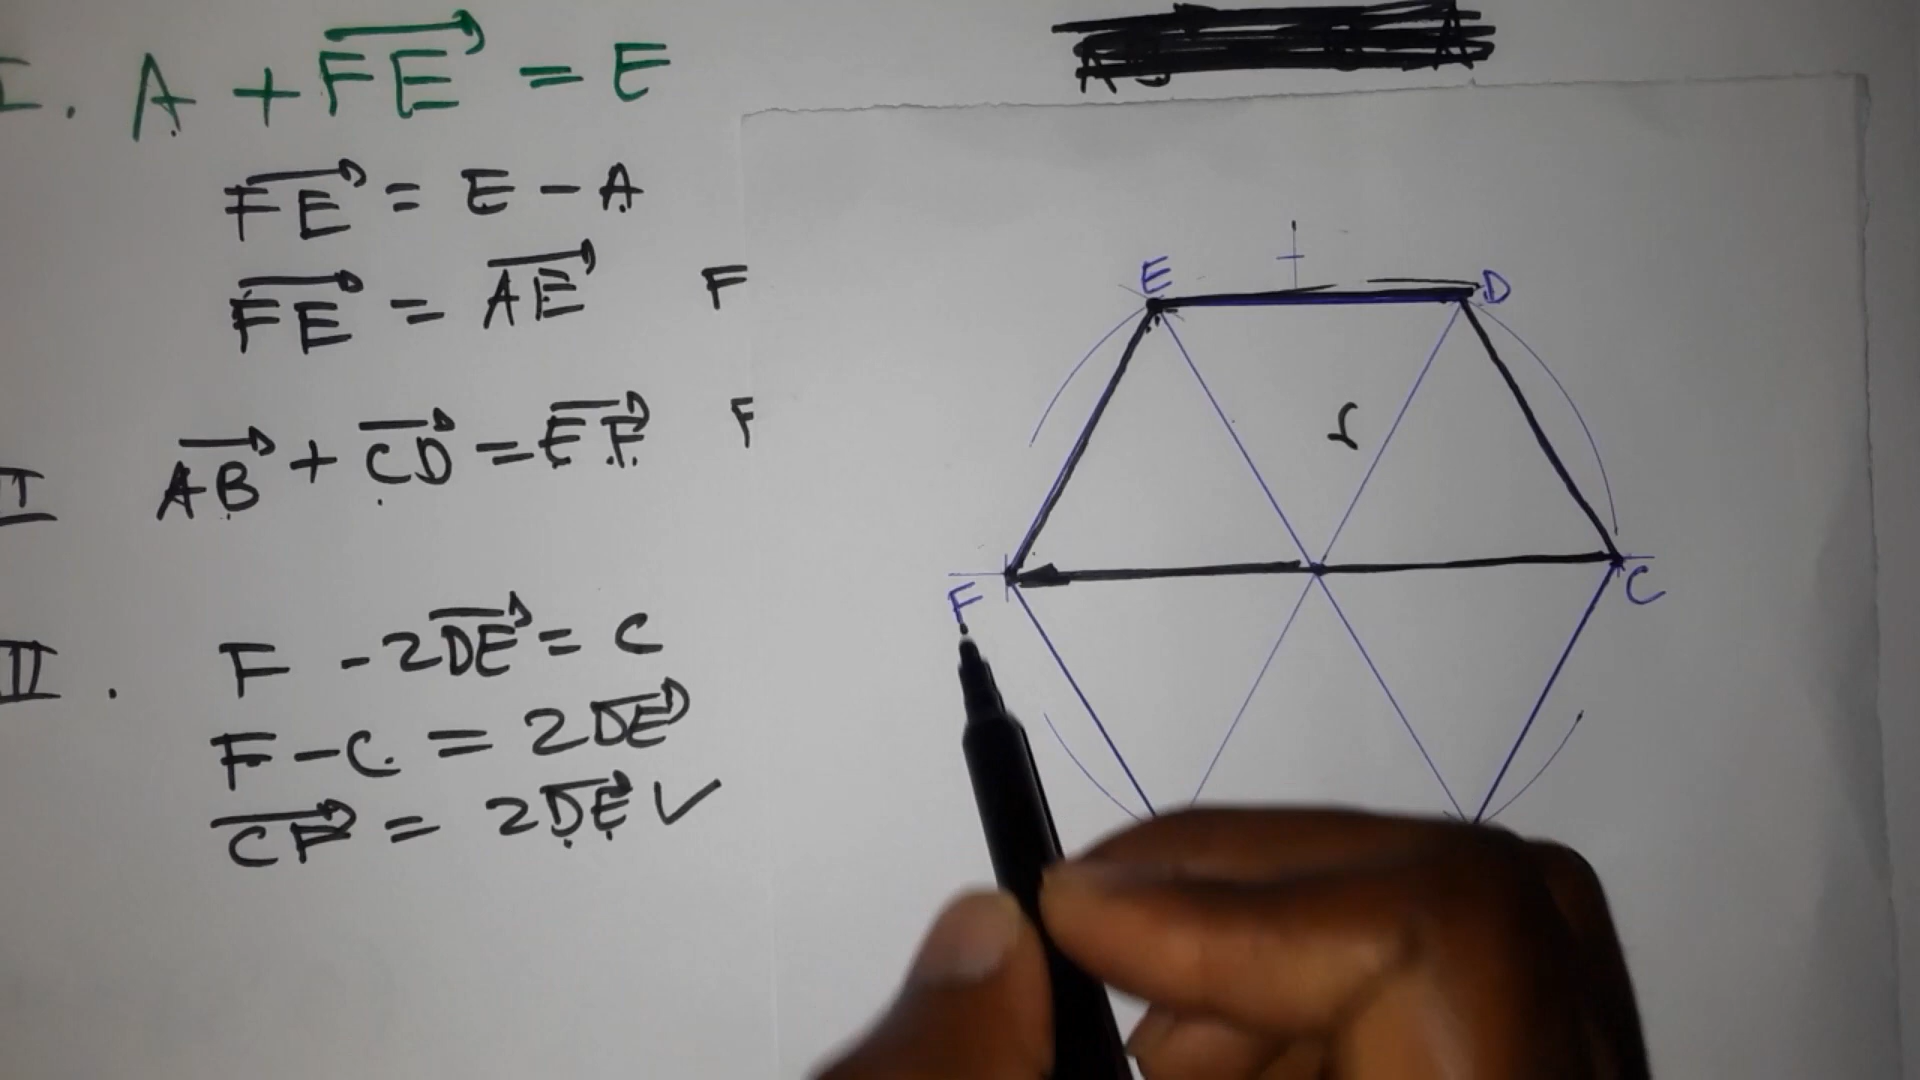 I. A + FE = E
FE = E - A
FE = AE F
II AB + CD = EF F
III. F - 2DE = C
F - C = 2DE
CF = 2DE ✓
E
D
F
C